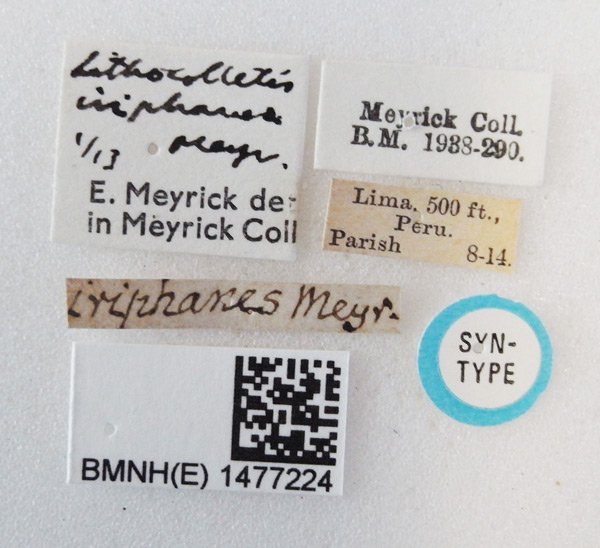 Lithocolletis
iriphanes
1/13 Meyr.
E. Meyrick de
in Meyrick Coll
Meyrick Coll.
B.M. 1938-290.
Lima, 500 ft.,
Peru.
Parish 8-14.
iriphanes Meyr.
SYN-
TYPE
BMNH(E) 1477224